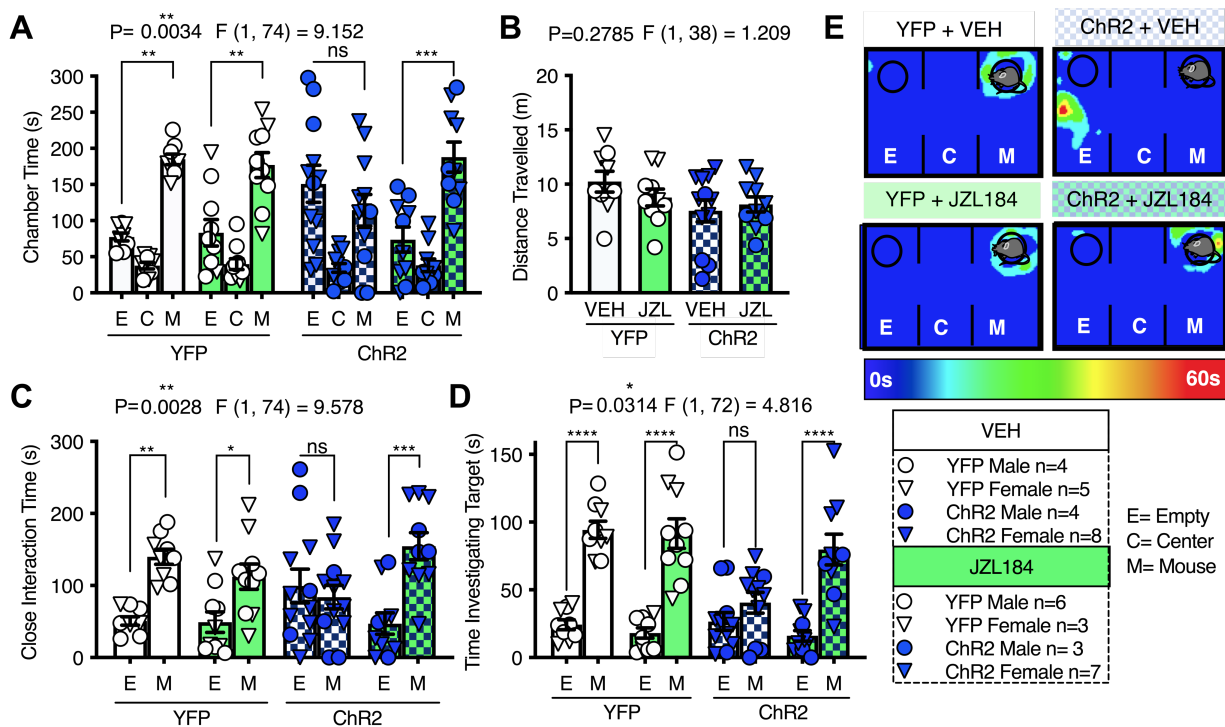 A
**
P= 0.0034 F (1, 74) = 9.152
** ** ns ***
Chamber Time (s)
300
250
200
150
100
50
0
E C M E C M E C M E C M
YFP ChR2
B
P=0.2785 F (1, 38) = 1.209
Distance Travelled (m)
20
15
10
5
0
VEH JZL VEH JZL
YFP ChR2
E
YFP + VEH ChR2 + VEH
E C M E C M
YFP + JZL184 ChR2 + JZL184
E C M E C M
0s 60s
C
**
P= 0.0028 F (1, 74) = 9.578
** * ns ***
Close Interaction Time (s)
300
200
100
0
E M E M E M E M
YFP ChR2
D
*
P= 0.0314 F (1, 72) = 4.816
**** **** ns ****
Time Investigating Target (s)
150
100
50
0
E M E M E M E M
YFP ChR2
VEH
YFP Male n=4
YFP Female n=5
ChR2 Male n=4
ChR2 Female n=8
JZL184
YFP Male n=6
YFP Female n=3
ChR2 Male n= 3
ChR2 Female n=7
E= Empty
C= Center
M= Mouse